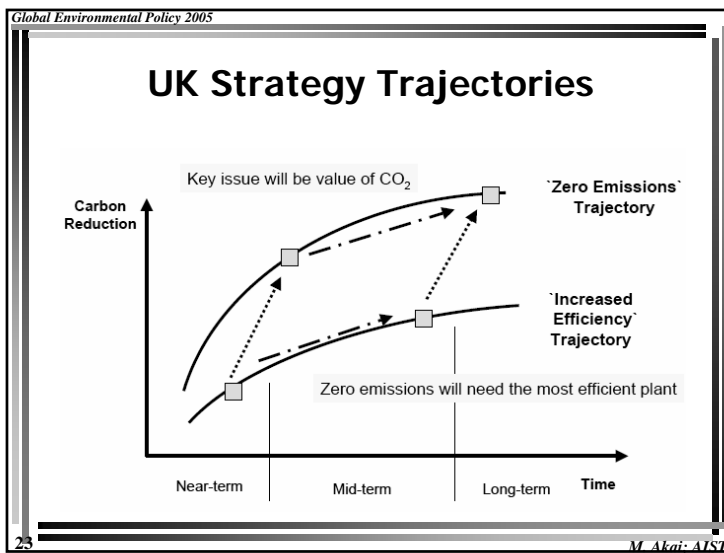 Global Environmental Policy 2005
UK Strategy Trajectories
Key issue will be value of CO₂
Carbon
Reduction
`Zero Emissions`
Trajectory
`Increased
Efficiency`
Trajectory
Zero emissions will need the most efficient plant
Near-term
Mid-term
Long-term
Time
23
M. Akai; AIST